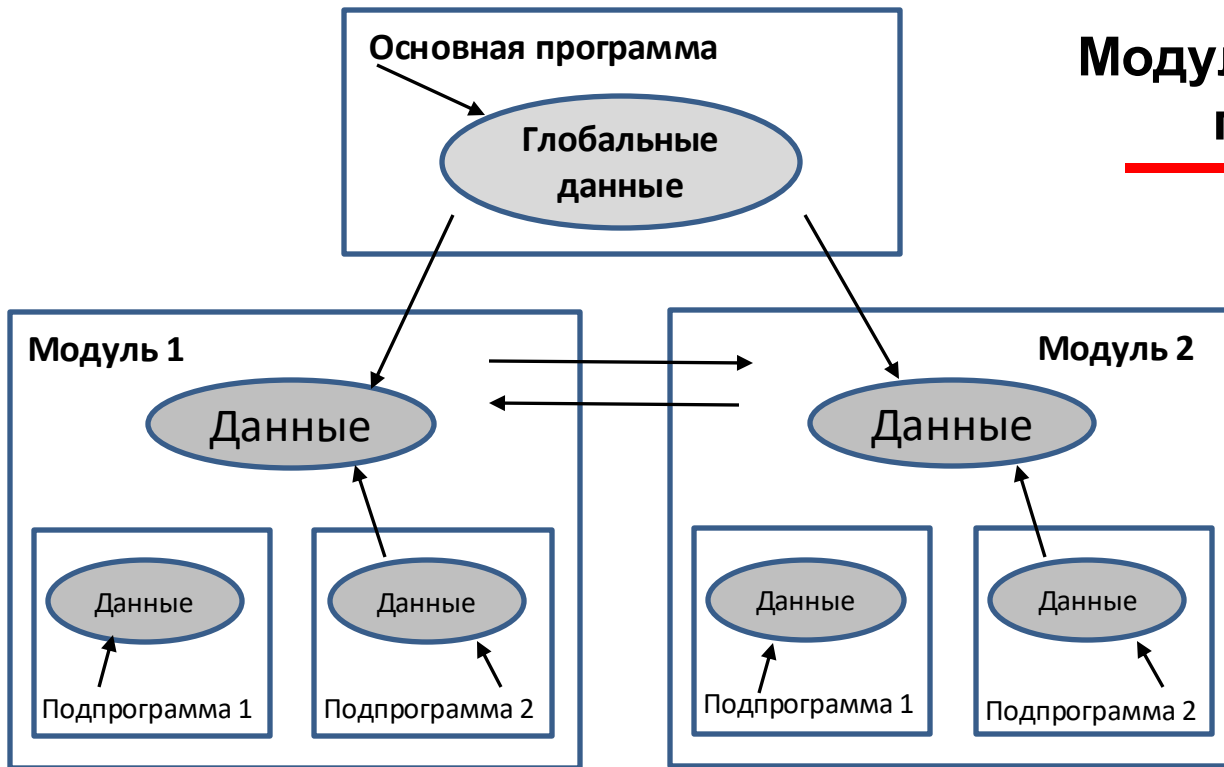 Основная программа
Модул
Глобальные
данные
Модуль 1
Модуль 2
Данные
Данные
Данные
Данные
Данные
Данные
Подпрограмма 1
Подпрограмма 2
Подпрограмма 1
Подпрограмма 2